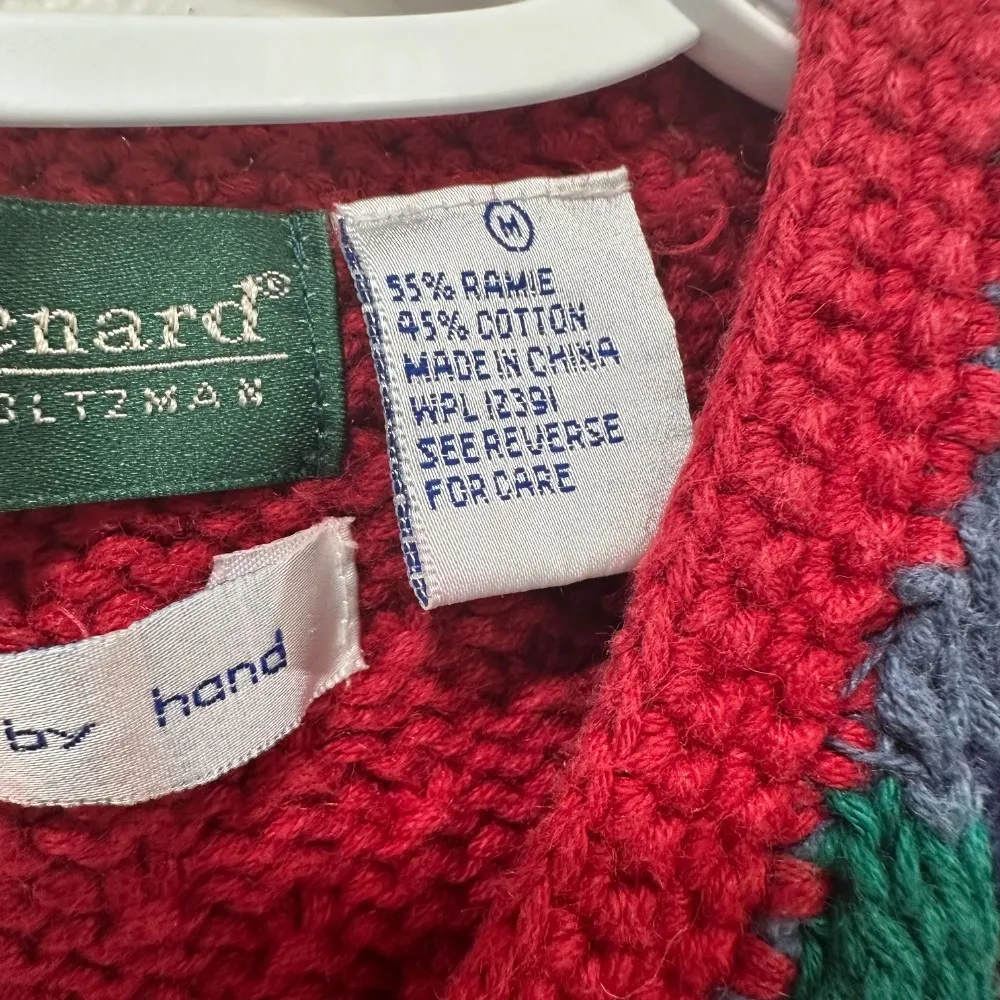 enard®
OLTZMAN
M
55% RAMIE
45% COTTON
MADE IN CHINA
WPL 12391
SEE REVERSE
FOR CARE
by hand